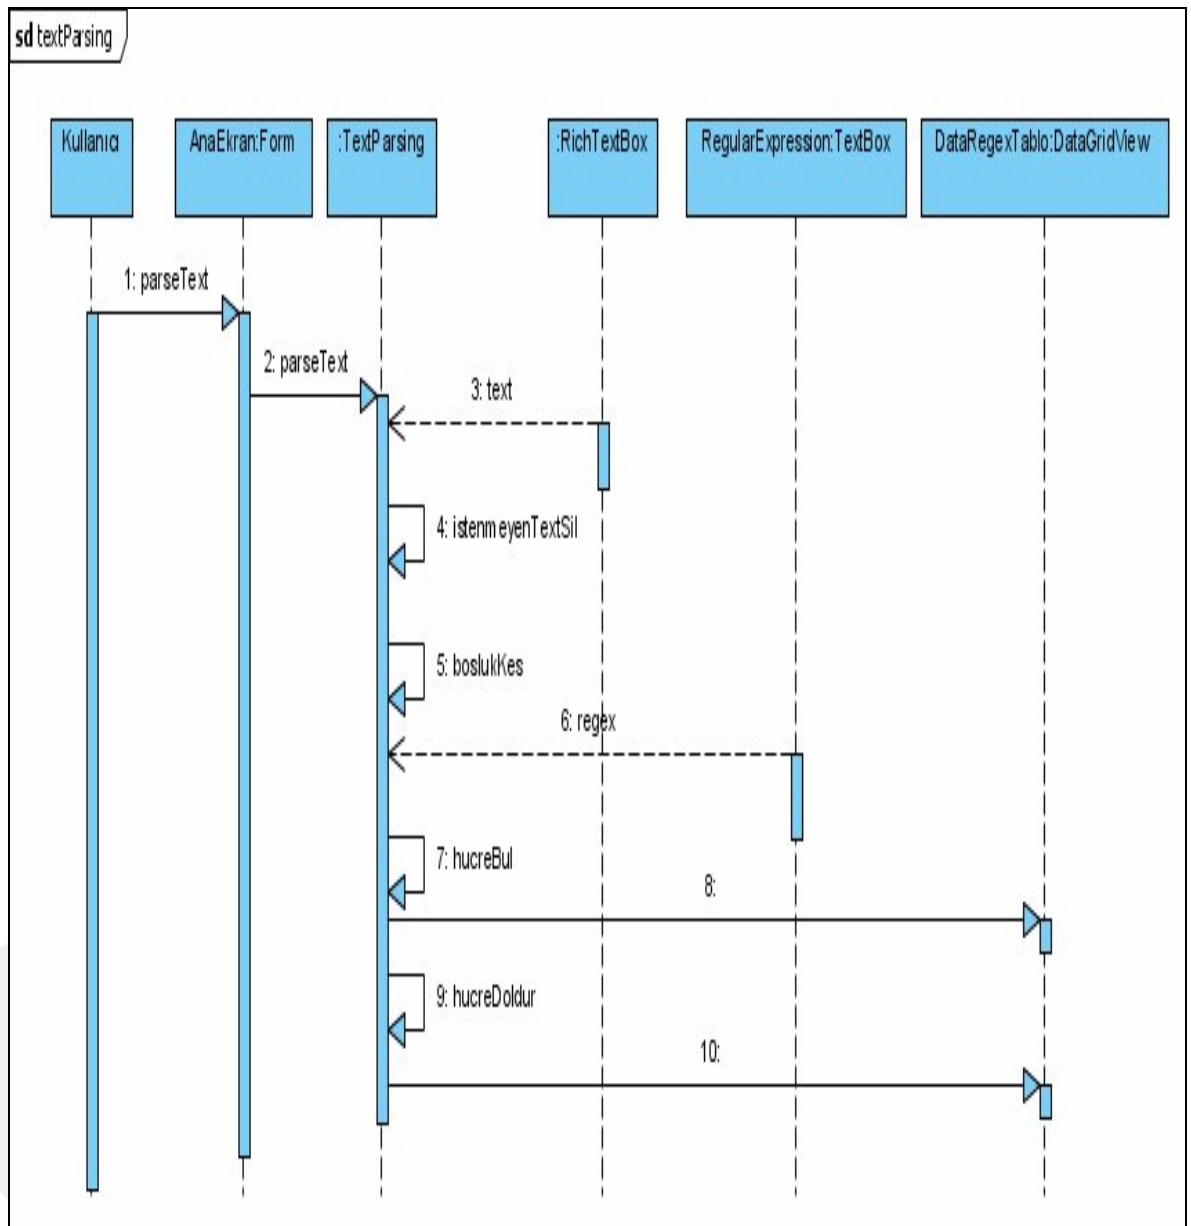 sd textParsing
Kullanıcı
AnaEkran:Form
:TextParsing
:RichTextBox
RegularExpression:TextBox
DataRegexTablo:DataGridView
1: parseText
2: parseText
3: text
4: istenmeyenTextSil
5: boslukKes
6: regex
7: hucreBul
8:
9: hucreDoldur
10: